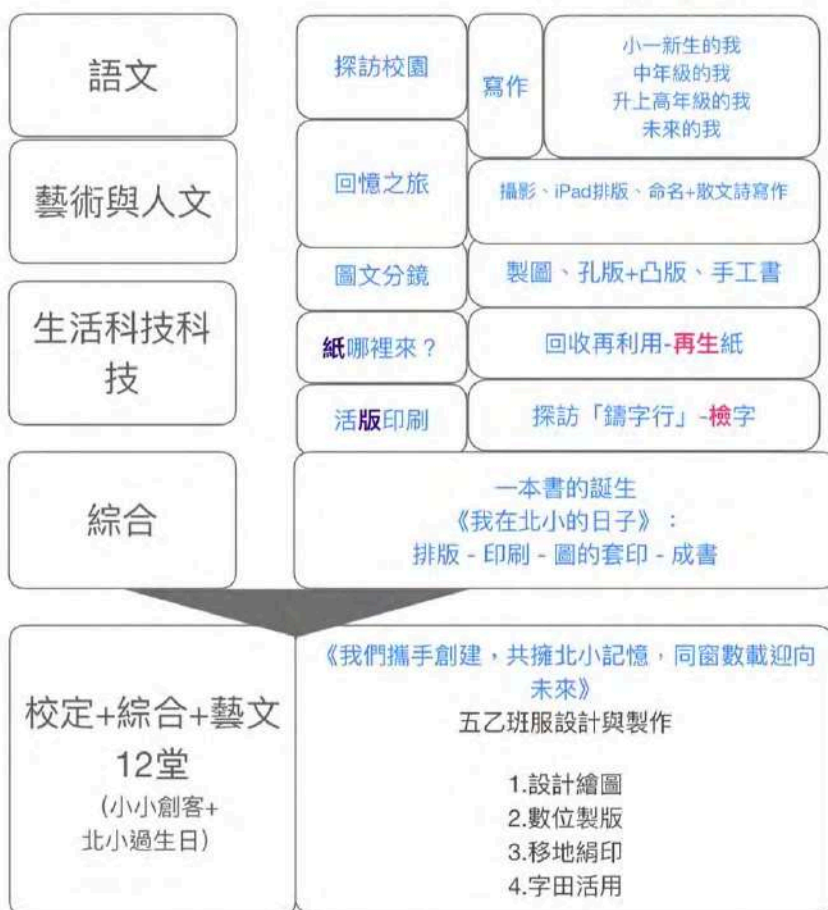 語文
探訪校園
寫作
小一新生的我
中年級的我
升上高年級的我
未來的我
藝術與人文
回憶之旅
攝影、iPad排版、命名+散文詩寫作
圖文分鏡
製圖、孔版+凸版、手工書
生活科技科
技
紙哪裡來？
回收再利用-再生紙
活版印刷
探訪「鑄字行」-檢字
綜合
一本書的誕生
《我在北小的日子》：
排版 - 印刷 - 圖的套印 - 成書
校定+綜合+藝文
12堂
(小小創客+
北小過生日)
《我們攜手創建，共擁北小記憶，同窗數載迎向
未來》
五乙班服設計與製作
1.設計繪圖
2.數位製版
3.移地絹印
4.字田活用